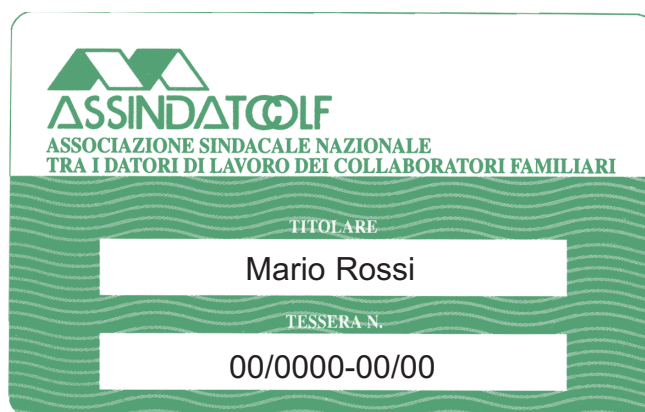 ASSINDATCOLF
ASSOCIAZIONE SINDACALE NAZIONALE
TRA I DATORI DI LAVORO DEI COLLABORATORI FAMILIARI
TITOLARE
Mario Rossi
TESSERA N.
00/0000-00/00